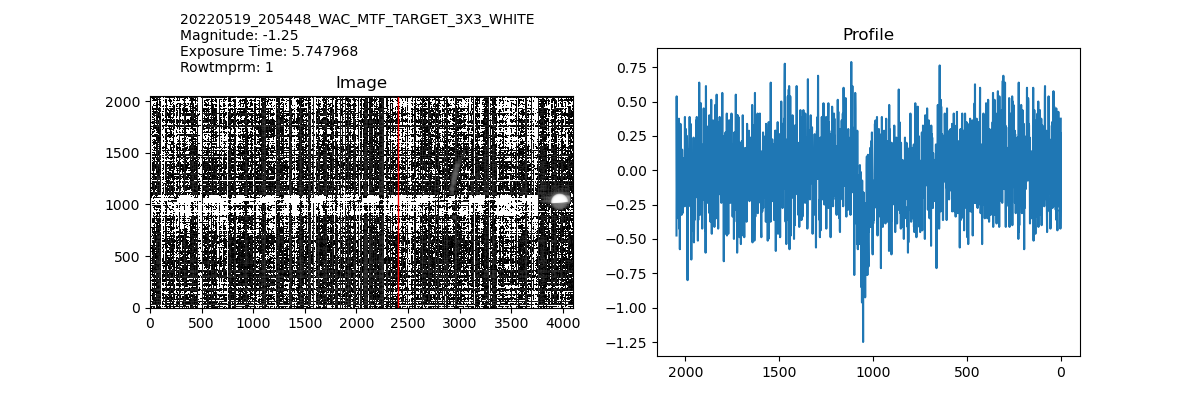 20220519_205448_WAC_MTF_TARGET_3X3_WHITE
Magnitude: -1.25
Exposure Time: 5.747968
Rowtmprm: 1
Image
2000
1500
1000
500
0
0 500 1000 1500 2000 2500 3000 3500 4000
Profile
0.75
0.50
0.25
0.00
−0.25
−0.50
−0.75
−1.00
−1.25
2000 1500 1000 500 0